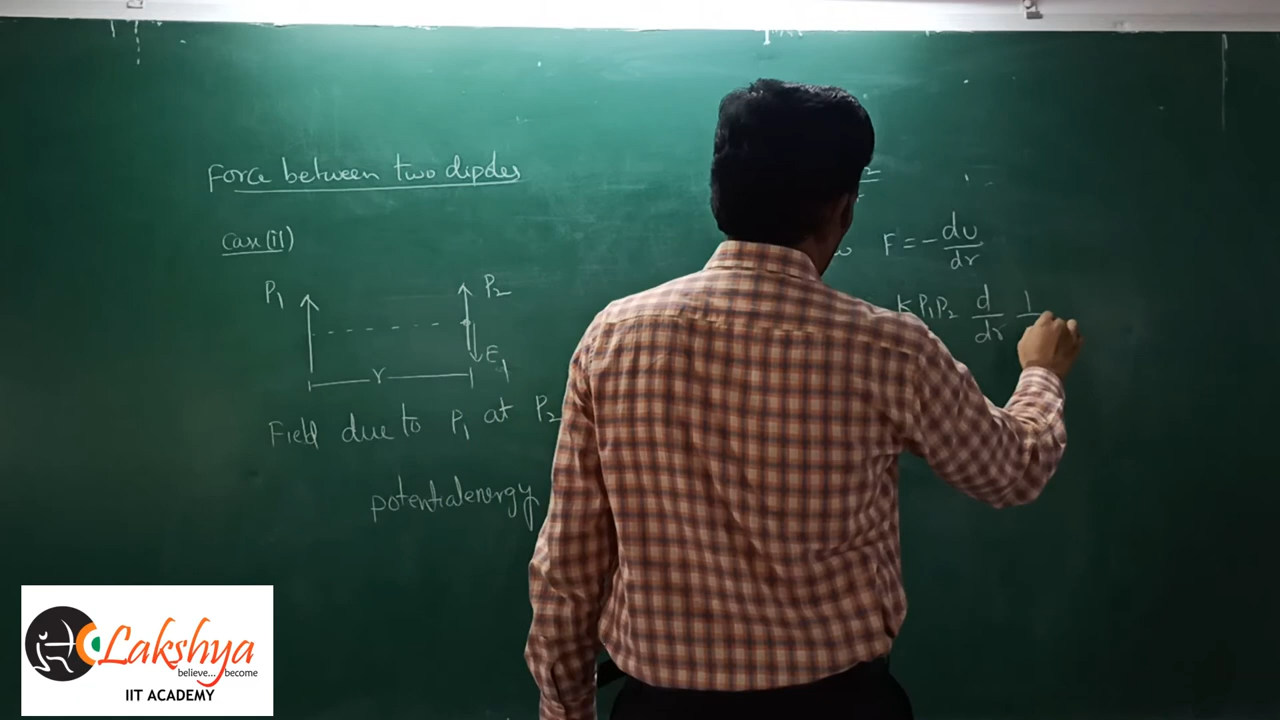 Force between two dipoles
Case (ii)
P₁
P₂
E₁
r
Field due to P₁ at P₂
potential energy
F = - dU/dr
K P₁P₂ d/dr 1
Lakshya
believe... become
IIT ACADEMY